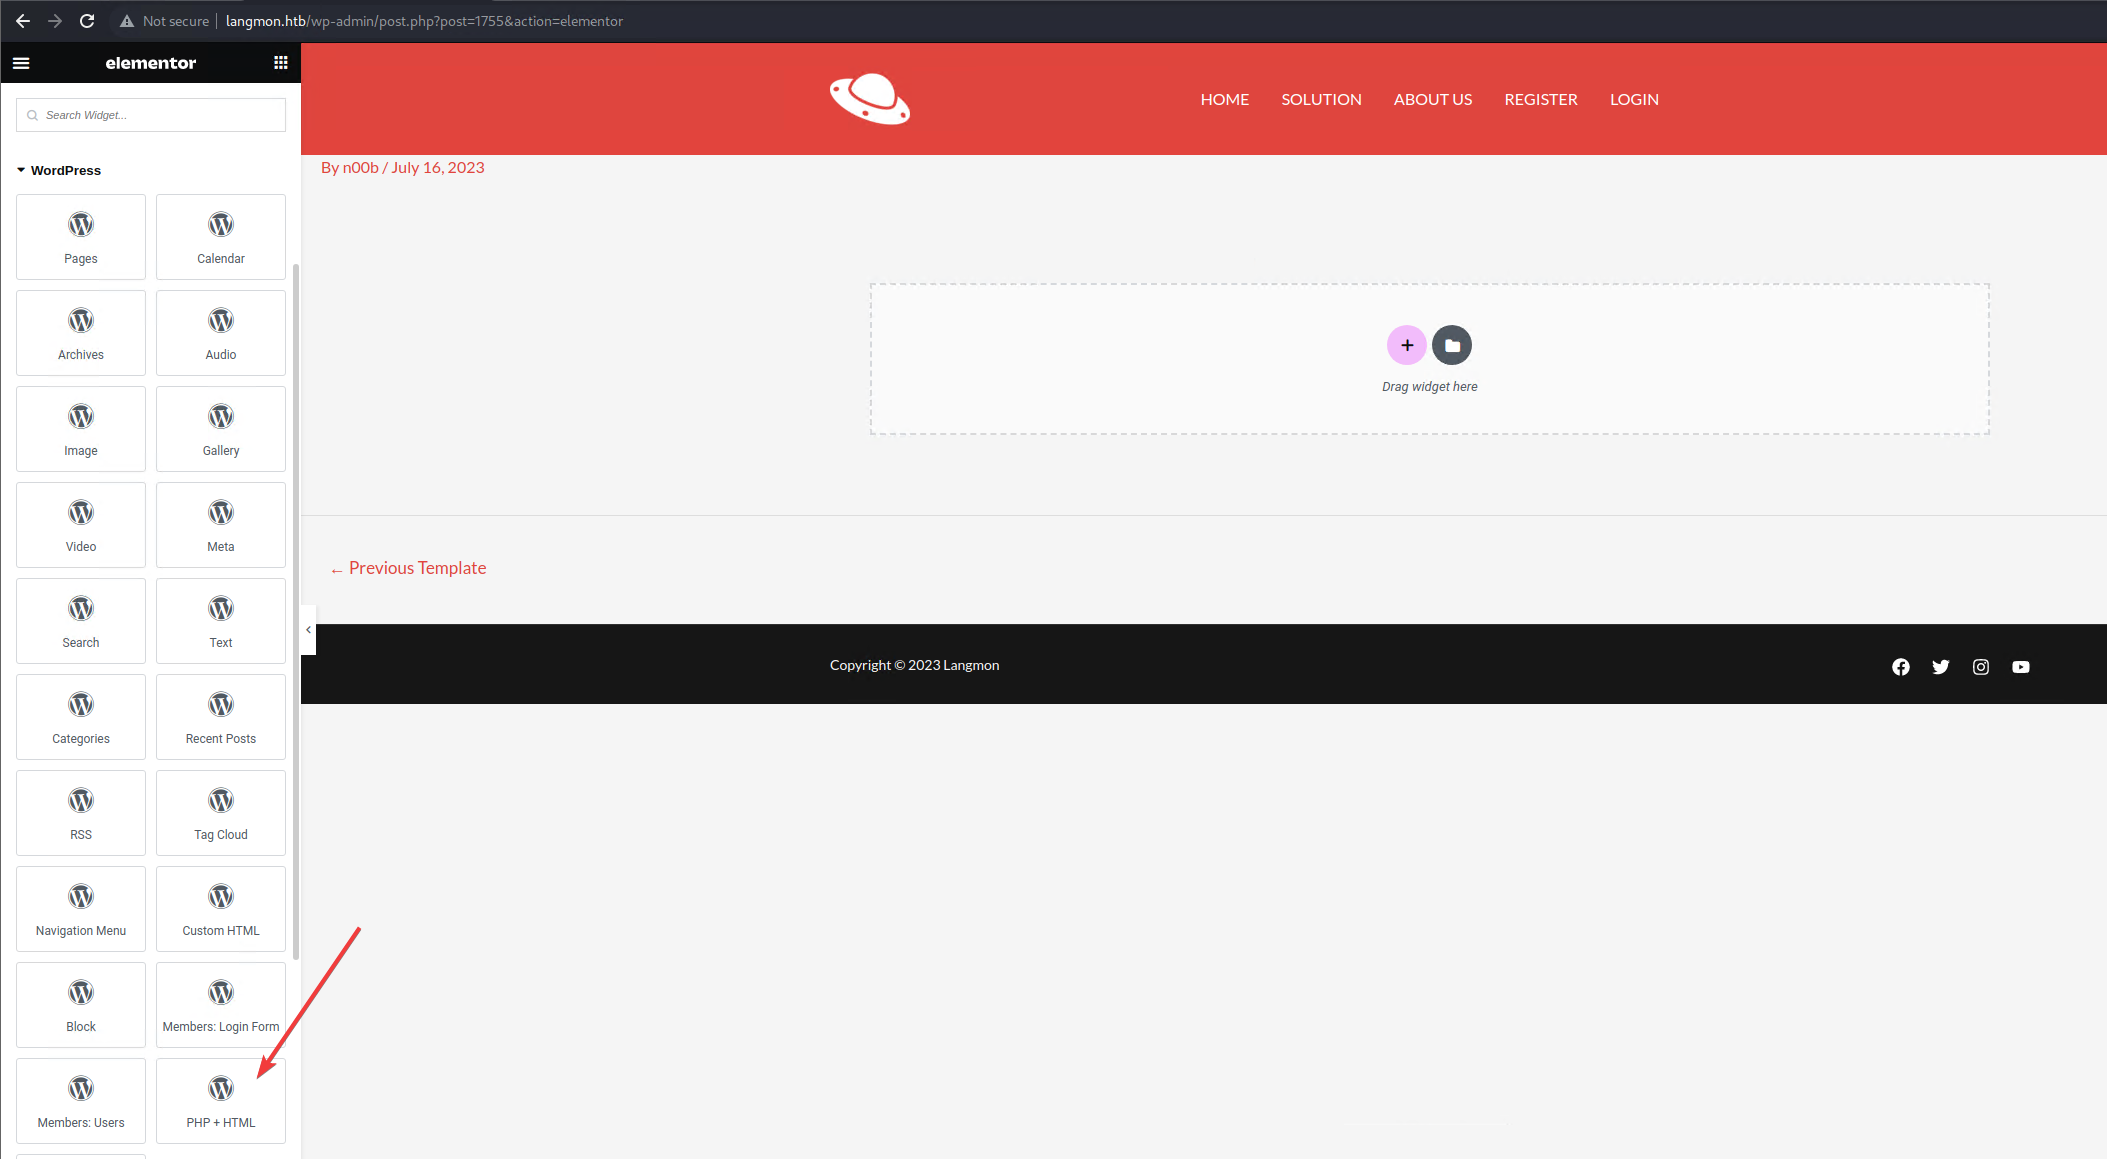 Not secure langmon.htb/wp-admin/post.php?post=1755&action=elementor
elementor
Search Widget...
WordPress
Pages Calendar
Archives Audio
Image Gallery
Video Meta
Search Text
Categories Recent Posts
RSS Tag Cloud
Navigation Menu Custom HTML
Block Members: Login Form
Members: Users PHP + HTML
HOME SOLUTION ABOUT US REGISTER LOGIN
By n00b / July 16, 2023
Drag widget here
← Previous Template
Copyright © 2023 Langmon